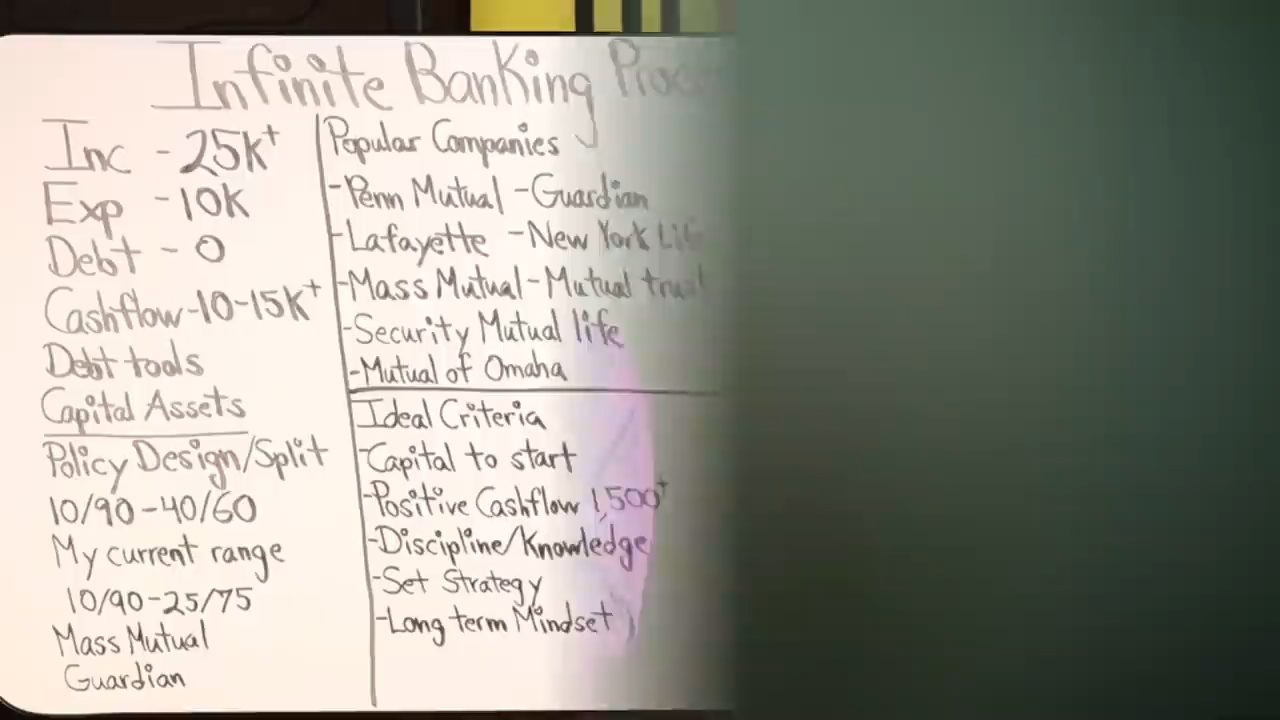 Infinite Banking Proc
Inc - 25K+
Exp - 10K
Debt - 0
Cashflow - 10-15K+
Debt tools
Capital Assets
Policy Design/Split
10/90 - 40/60
My current range
10/90 - 25/75
Mass Mutual
Guardian
Popular Companies
- Penn Mutual - Guardian
- Lafayette - New York Life
- Mass Mutual - Mutual trust
- Security Mutual life
- Mutual of Omaha
Ideal Criteria
- Capital to start
- Positive Cashflow 1,500+
- Discipline/Knowledge
- Set Strategy
- Long term Mindset